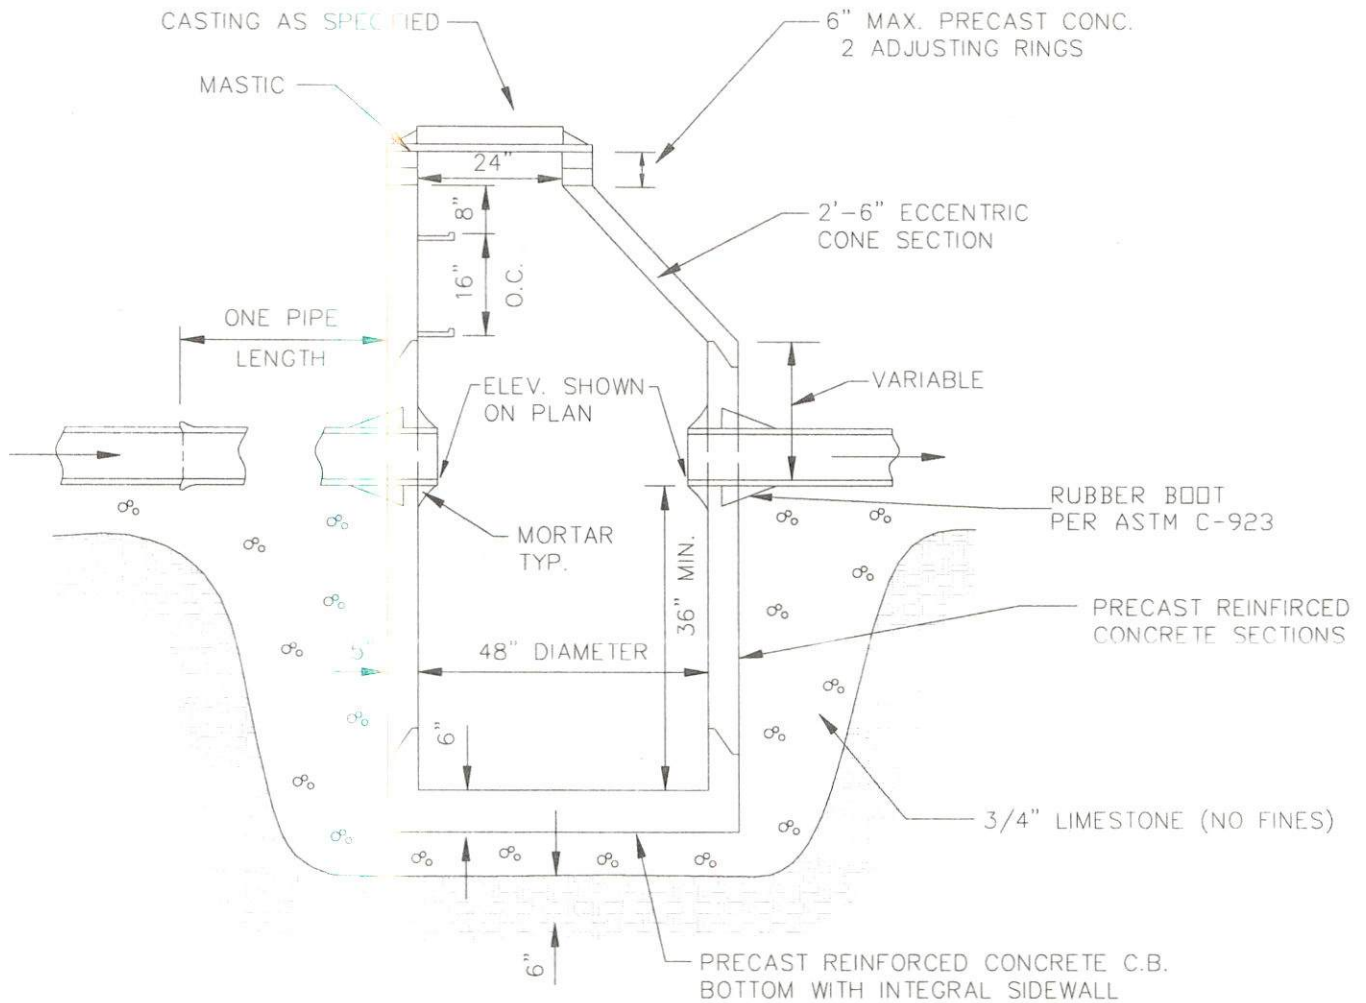 CASTING AS SPECIFIED
6" MAX. PRECAST CONC.
2 ADJUSTING RINGS
MASTIC
24"
8"
2'-6" ECCENTRIC
CONE SECTION
16"
O.C.
ONE PIPE
LENGTH
VARIABLE
ELEV. SHOWN
ON PLAN
RUBBER BOOT
PER ASTM C-923
MORTAR
TYP.
36" MIN.
PRECAST REINFIRCED
CONCRETE SECTIONS
5"
48" DIAMETER
6"
3/4" LIMESTONE (NO FINES)
6"
PRECAST REINFORCED CONCRETE C.B.
BOTTOM WITH INTEGRAL SIDEWALL